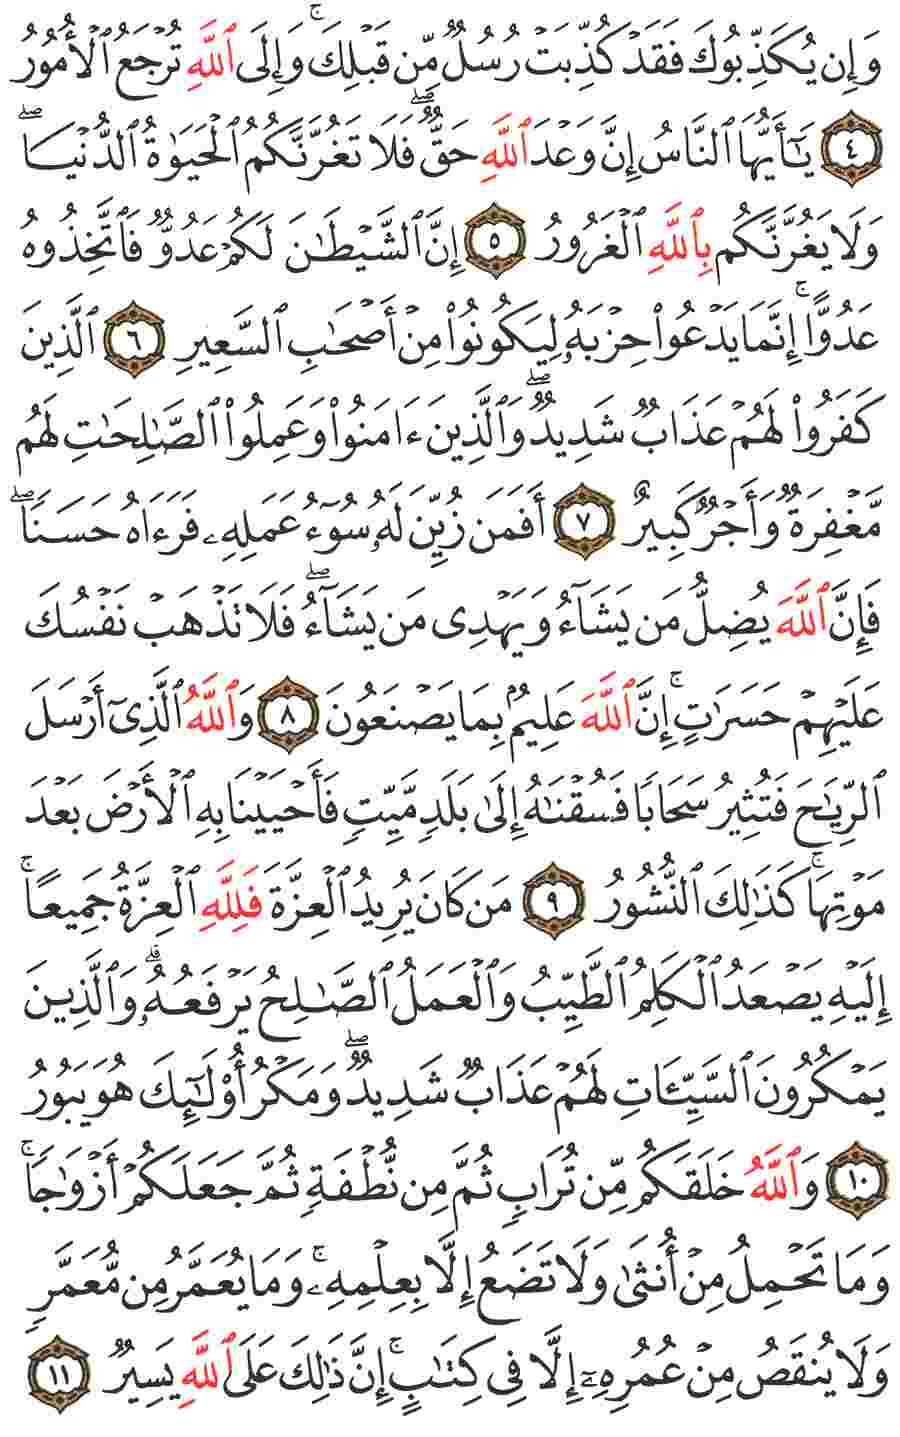 وَإِن يُكَذِّبُوكَ فَقَدْ كُذِّبَتْ رُسُلٌ مِّن قَبْلِكَ ۚ وَإِلَى ٱللَّهِ تُرْجَعُ ٱلْأُمُورُ
٤ يَـٰٓأَيُّهَا ٱلنَّاسُ إِنَّ وَعْدَ ٱللَّهِ حَقٌّ ۖ فَلَا تَغُرَّنَّكُمُ ٱلْحَيَوٰةُ ٱلدُّنْيَا ۖ
وَلَا يَغُرَّنَّكُم بِٱللَّهِ ٱلْغَرُورُ ٥ إِنَّ ٱلشَّيْطَـٰنَ لَكُمْ عَدُوٌّ فَٱتَّخِذُوهُ
عَدُوًّا ۚ إِنَّمَا يَدْعُوا۟ حِزْبَهُۥ لِيَكُونُوا۟ مِنْ أَصْحَـٰبِ ٱلسَّعِيرِ ٦ ٱلَّذِينَ
كَفَرُوا۟ لَهُمْ عَذَابٌ شَدِيدٌ ۖ وَٱلَّذِينَ ءَامَنُوا۟ وَعَمِلُوا۟ ٱلصَّـٰلِحَـٰتِ لَهُم
مَّغْفِرَةٌ وَأَجْرٌ كَبِيرٌ ٧ أَفَمَن زُيِّنَ لَهُۥ سُوٓءُ عَمَلِهِۦ فَرَءَاهُ حَسَنًا ۖ
فَإِنَّ ٱللَّهَ يُضِلُّ مَن يَشَآءُ وَيَهْدِى مَن يَشَآءُ ۖ فَلَا تَذْهَبْ نَفْسُكَ
عَلَيْهِمْ حَسَرَٰتٍ ۚ إِنَّ ٱللَّهَ عَلِيمٌۢ بِمَا يَصْنَعُونَ ٨ وَٱللَّهُ ٱلَّذِىٓ أَرْسَلَ
ٱلرِّيَـٰحَ فَتُثِيرُ سَحَابًا فَسُقْنَـٰهُ إِلَىٰ بَلَدٍ مَّيِّتٍ فَأَحْيَيْنَا بِهِ ٱلْأَرْضَ بَعْدَ
مَوْتِهَا ۚ كَذَٰلِكَ ٱلنُّشُورُ ٩ مَن كَانَ يُرِيدُ ٱلْعِزَّةَ فَلِلَّهِ ٱلْعِزَّةُ جَمِيعًا ۚ
إِلَيْهِ يَصْعَدُ ٱلْكَلِمُ ٱلطَّيِّبُ وَٱلْعَمَلُ ٱلصَّـٰلِحُ يَرْفَعُهُۥ ۚ وَٱلَّذِينَ
يَمْكُرُونَ ٱلسَّيِّـَٔاتِ لَهُمْ عَذَابٌ شَدِيدٌ ۖ وَمَكْرُ أُو۟لَـٰٓئِكَ هُوَ يَبُورُ
١٠ وَٱللَّهُ خَلَقَكُم مِّن تُرَابٍ ثُمَّ مِن نُّطْفَةٍ ثُمَّ جَعَلَكُمْ أَزْوَٰجًا ۚ
وَمَا تَحْمِلُ مِنْ أُنثَىٰ وَلَا تَضَعُ إِلَّا بِعِلْمِهِۦ ۚ وَمَا يُعَمَّرُ مِن مُّعَمَّرٍ
وَلَا يُنقَصُ مِنْ عُمُرِهِۦٓ إِلَّا فِى كِتَـٰبٍ ۚ إِنَّ ذَٰلِكَ عَلَى ٱللَّهِ يَسِيرٌ ١١